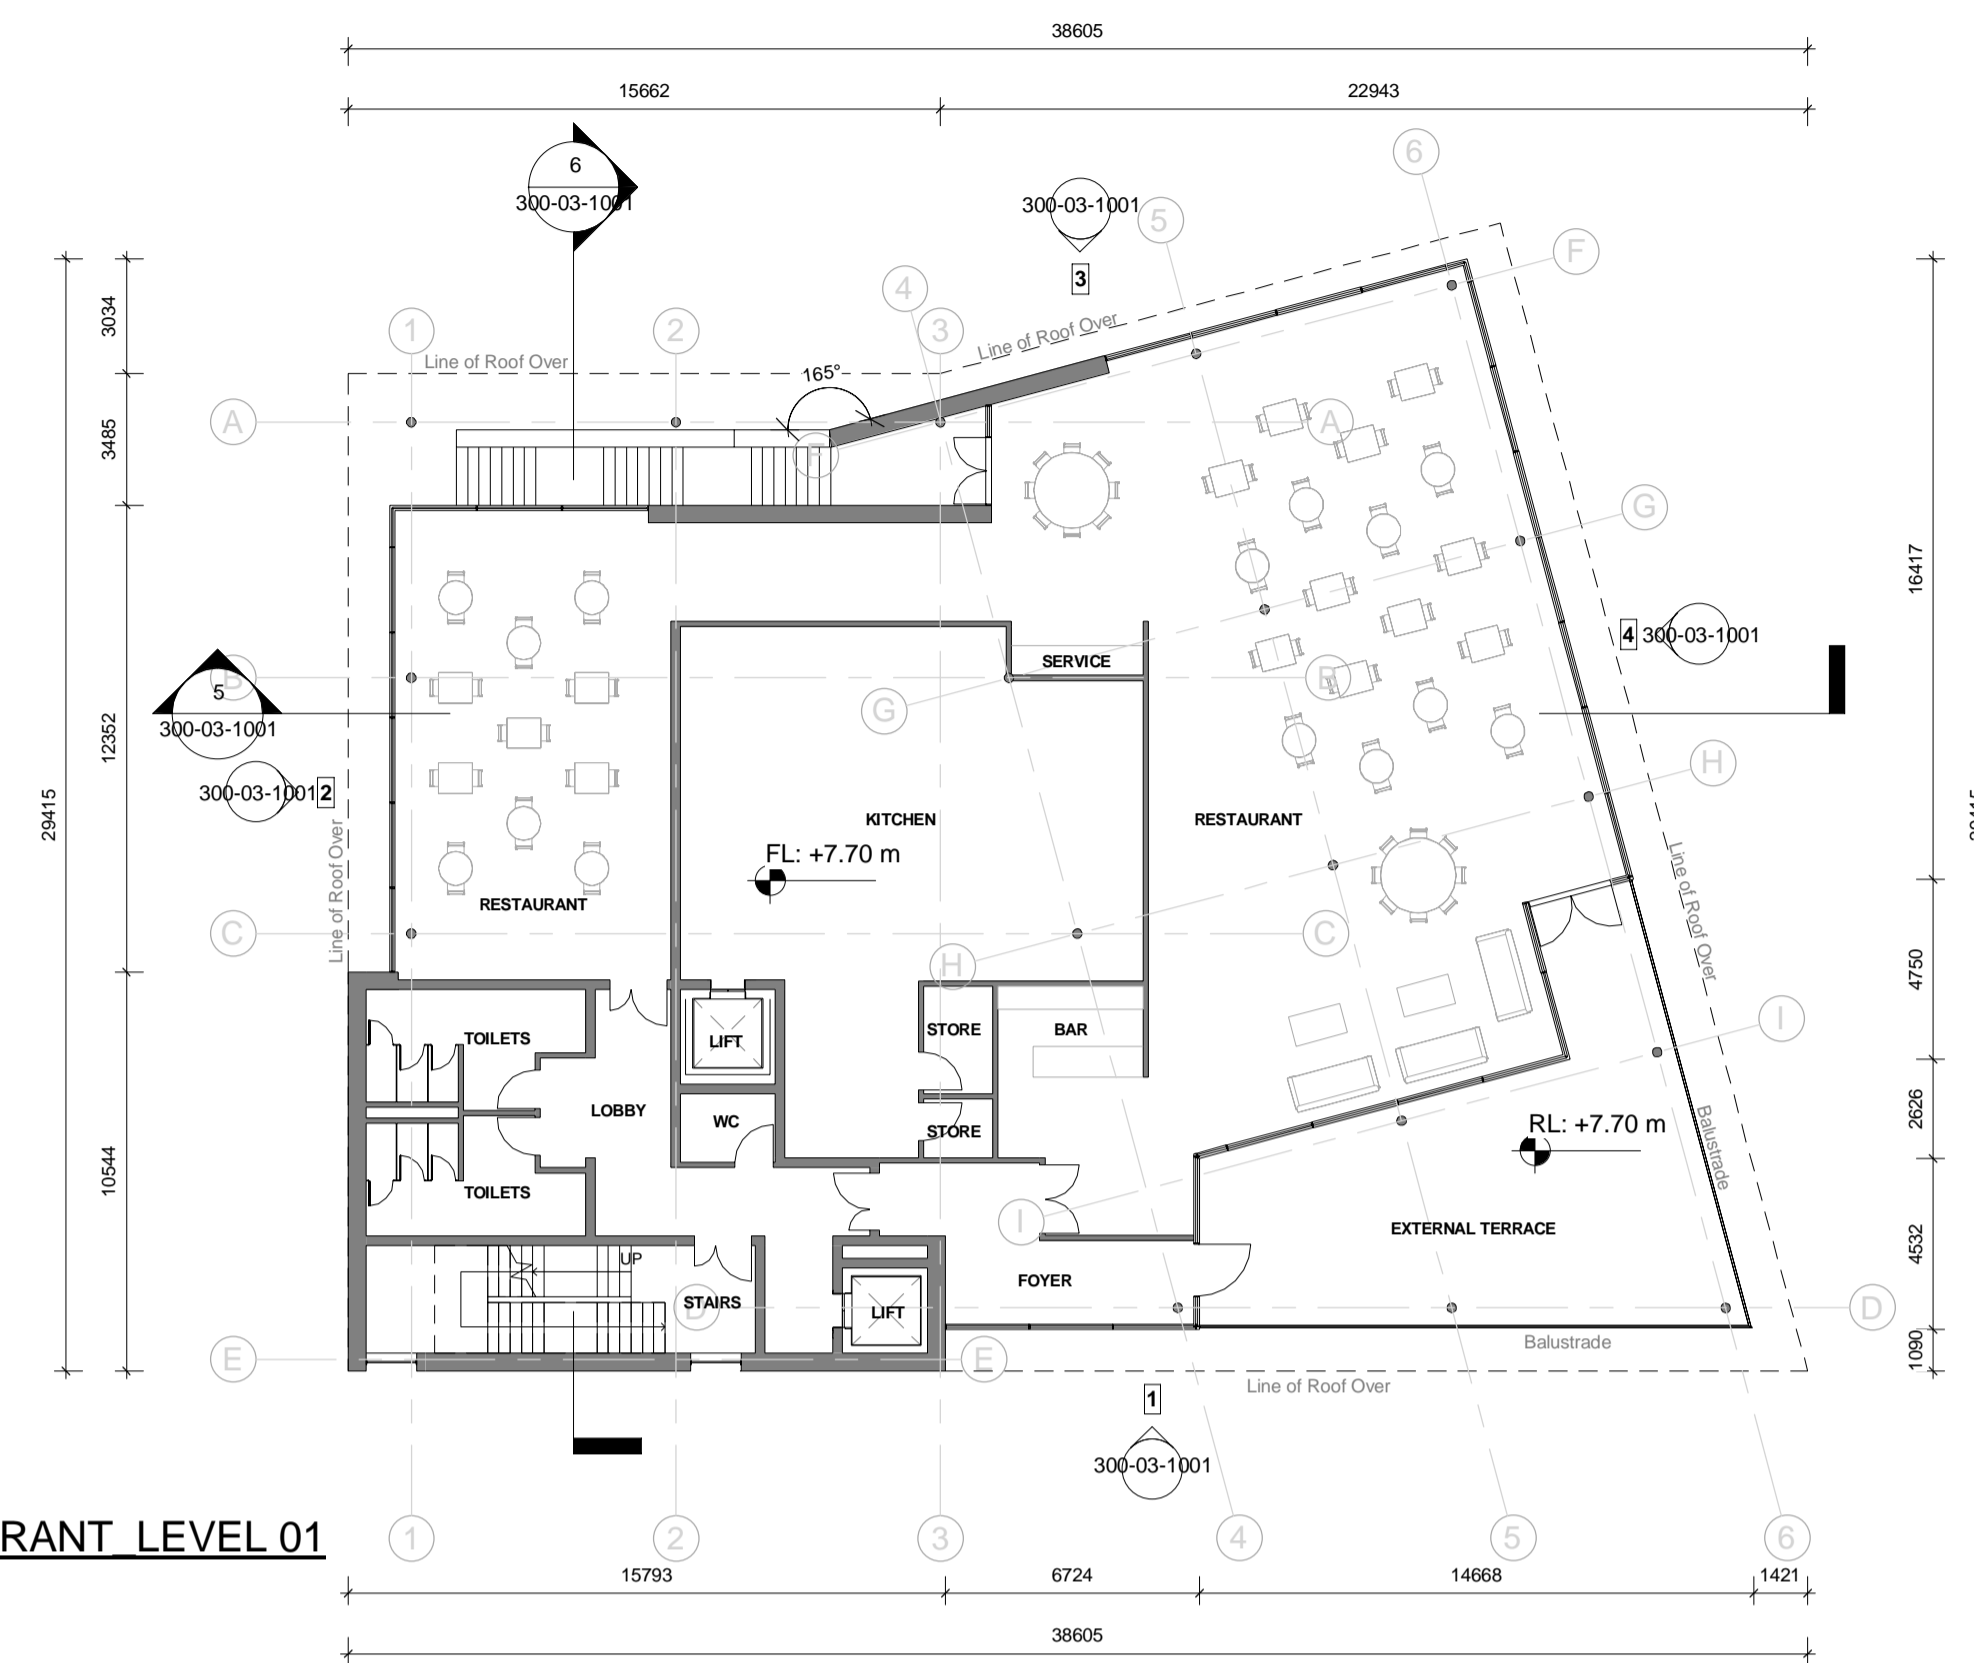 38605
15662
22943
6
300-03-1001
300-03-1001
3
6
5
F
4
3034
1
2
3
Line of Roof Over
Line of Roof Over
165°
A
A
F
3485
G
16417
SERVICE
4
300-03-1001
B
B
5
300-03-1001
G
12352
H
300-03-1001
2
29415
KITCHEN
RESTAURANT
FL: +7.70 m
Line of Roof Over
Line of Roof Over
RESTAURANT
C
C
H
4750
I
TOILETS
LIFT
STORE
BAR
LOBBY
WC
STORE
2626
RL: +7.70 m
Balustrade
10544
TOILETS
I
EXTERNAL TERRACE
4532
UP
FOYER
D
STAIRS
LIFT
D
Balustrade
1090
E
E
Line of Roof Over
1
300-03-1001
RANT_LEVEL 01
1
2
3
4
5
6
15793
6724
14668
1421
38605